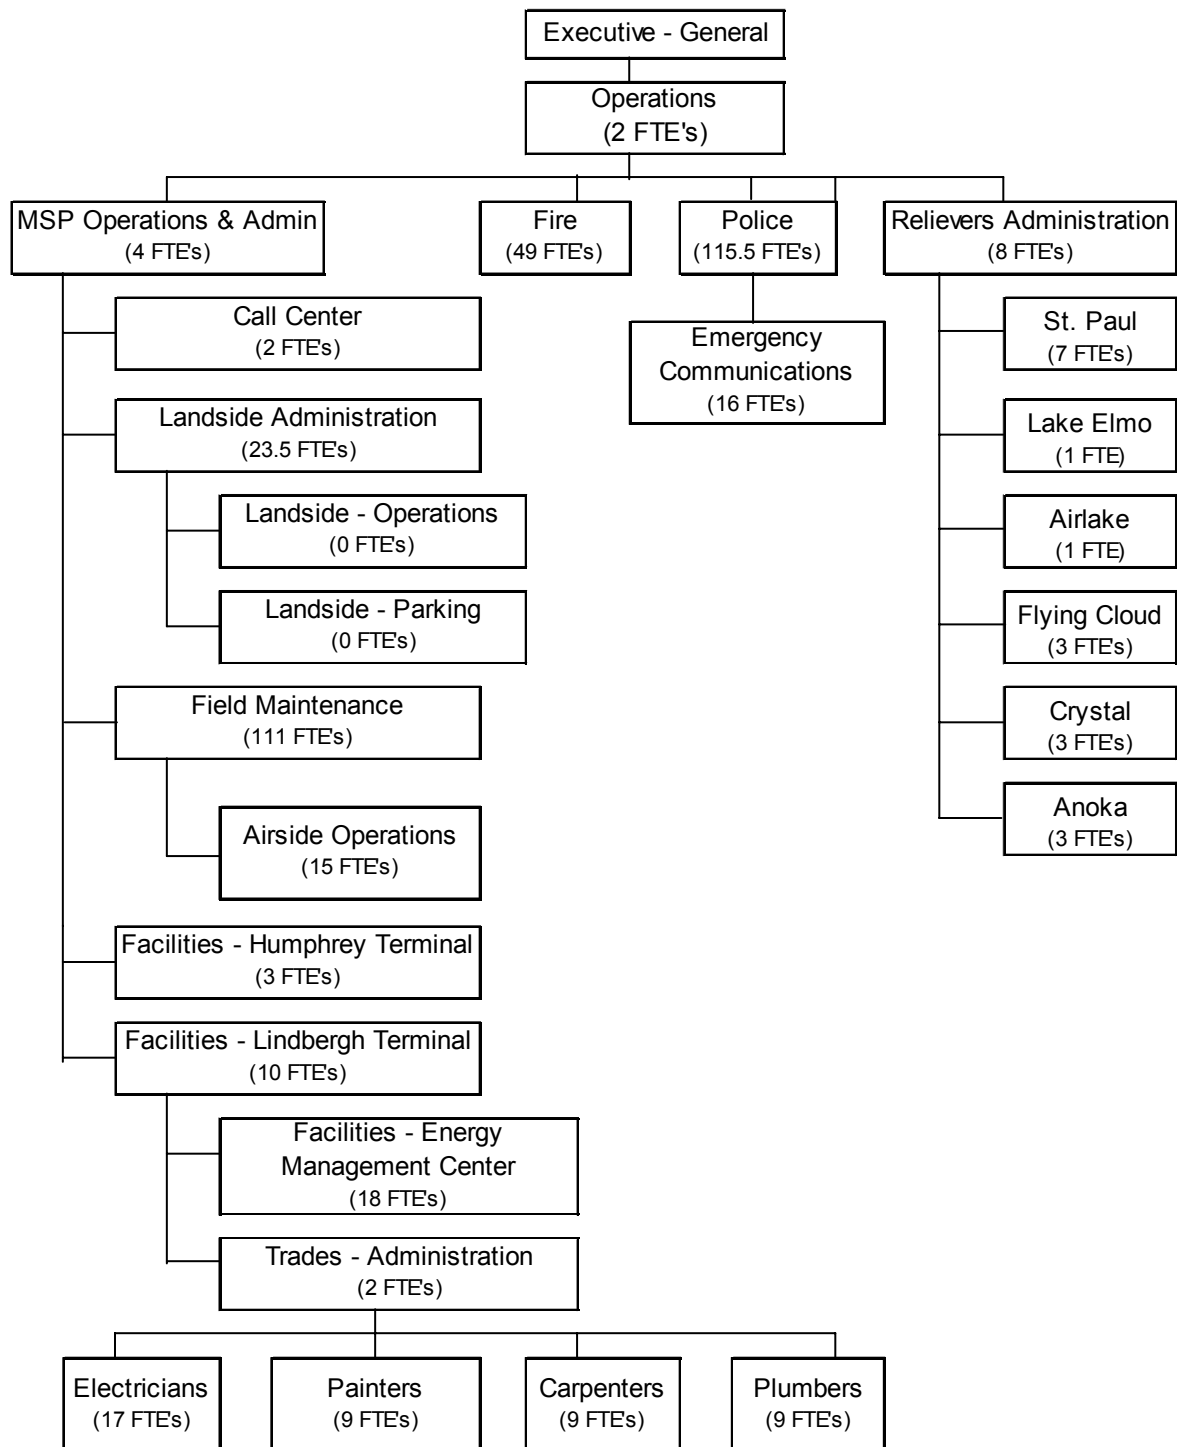 Executive - General
Operations
(2 FTE's)
MSP Operations & Admin
(4 FTE's)
Fire
(49 FTE's)
Police
(115.5 FTE's)
Relievers Administration
(8 FTE's)
Call Center
(2 FTE's)
Landside Administration
(23.5 FTE's)
Landside - Operations
(0 FTE's)
Landside - Parking
(0 FTE's)
Field Maintenance
(111 FTE's)
Airside Operations
(15 FTE's)
Facilities - Humphrey Terminal
(3 FTE's)
Facilities - Lindbergh Terminal
(10 FTE's)
Facilities - Energy
Management Center
(18 FTE's)
Trades - Administration
(2 FTE's)
Electricians
(17 FTE's)
Painters
(9 FTE's)
Carpenters
(9 FTE's)
Plumbers
(9 FTE's)
Emergency
Communications
(16 FTE's)
St. Paul
(7 FTE's)
Lake Elmo
(1 FTE)
Airlake
(1 FTE)
Flying Cloud
(3 FTE's)
Crystal
(3 FTE's)
Anoka
(3 FTE's)